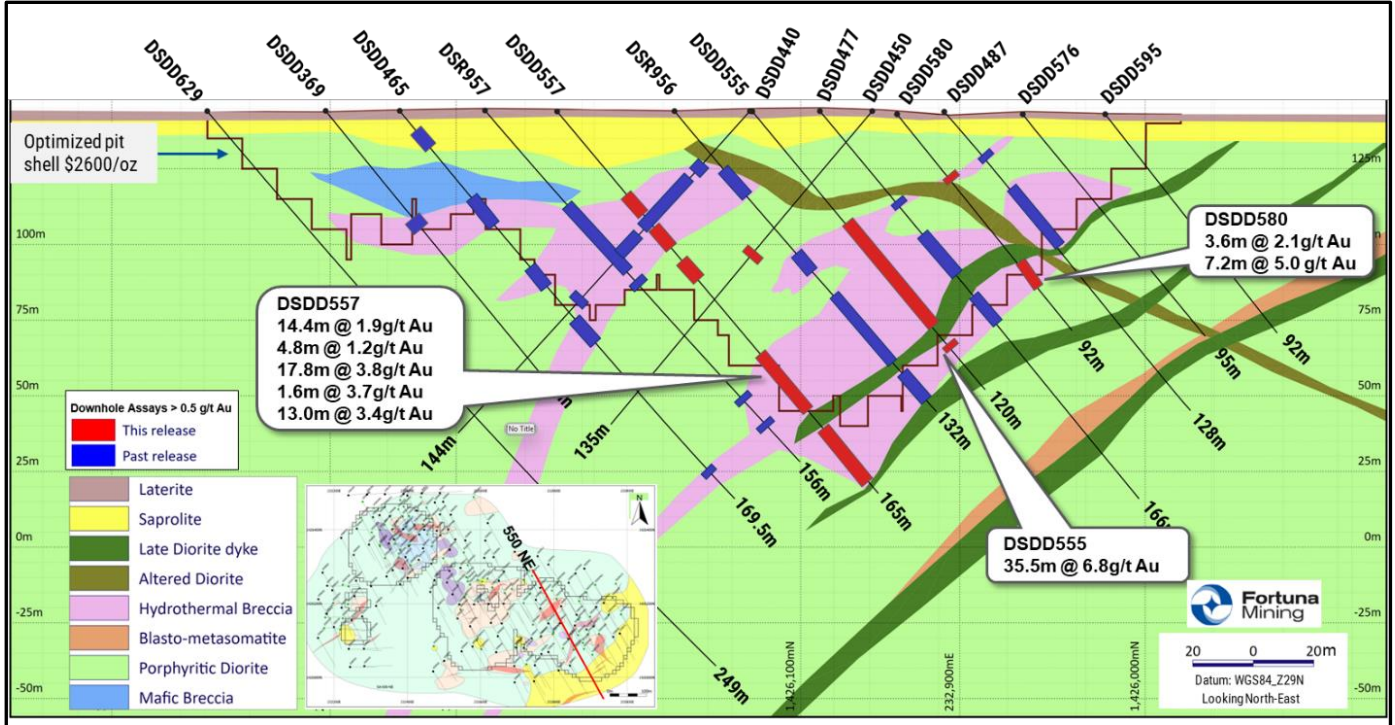 DSDD629
DSDD369
DSDD465
DSR957
DSDD557
DSR956
DSDD555
DSDD440
DSDD477
DSDD450
DSDD580
DSDD487
DSDD576
DSDD595
Optimized pit
shell $2600/oz
125m
100m
75m
75m
50m
50m
25m
25m
0m
0m
-25m
-25m
-50m
-50m
DSDD580
3.6m @ 2.1g/t Au
7.2m @ 5.0 g/t Au
DSDD557
14.4m @ 1.9g/t Au
4.8m @ 1.2g/t Au
17.8m @ 3.8g/t Au
1.6m @ 3.7g/t Au
13.0m @ 3.4g/t Au
DSDD555
35.5m @ 6.8g/t Au
No Title
144m
135m
156m
169.5m
165m
132m
120m
92m
95m
92m
128m
249m
Downhole Assays > 0.5 g/t Au
This release
Past release
Laterite
Saprolite
Late Diorite dyke
Altered Diorite
Hydrothermal Breccia
Blasto-metasomatite
Porphyritic Diorite
Mafic Breccia
550 NE
N
1,426,100mN
232,900mE
1,426,000mN
Fortuna
Mining
20 0 20m
Datum: WGS84_Z29N
Looking North-East